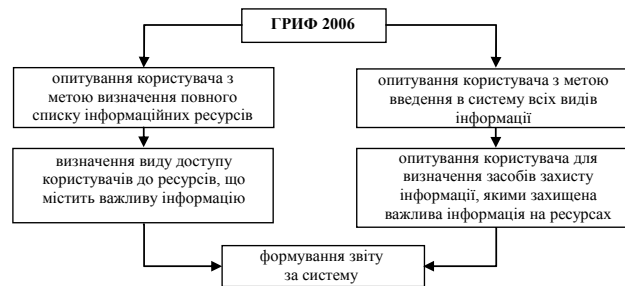 ГРИФ 2006
опитування користувача з
метою визначення повного
списку інформаційних ресурсів
визначення виду доступу
користувачів до ресурсів, що
містить важливу інформацію
опитування користувача з метою
введення в систему всіх видів
інформації
опитування користувача для
визначення засобів захисту
інформації, якими захищена
важлива інформація на ресурсах
формування звіту
за систему